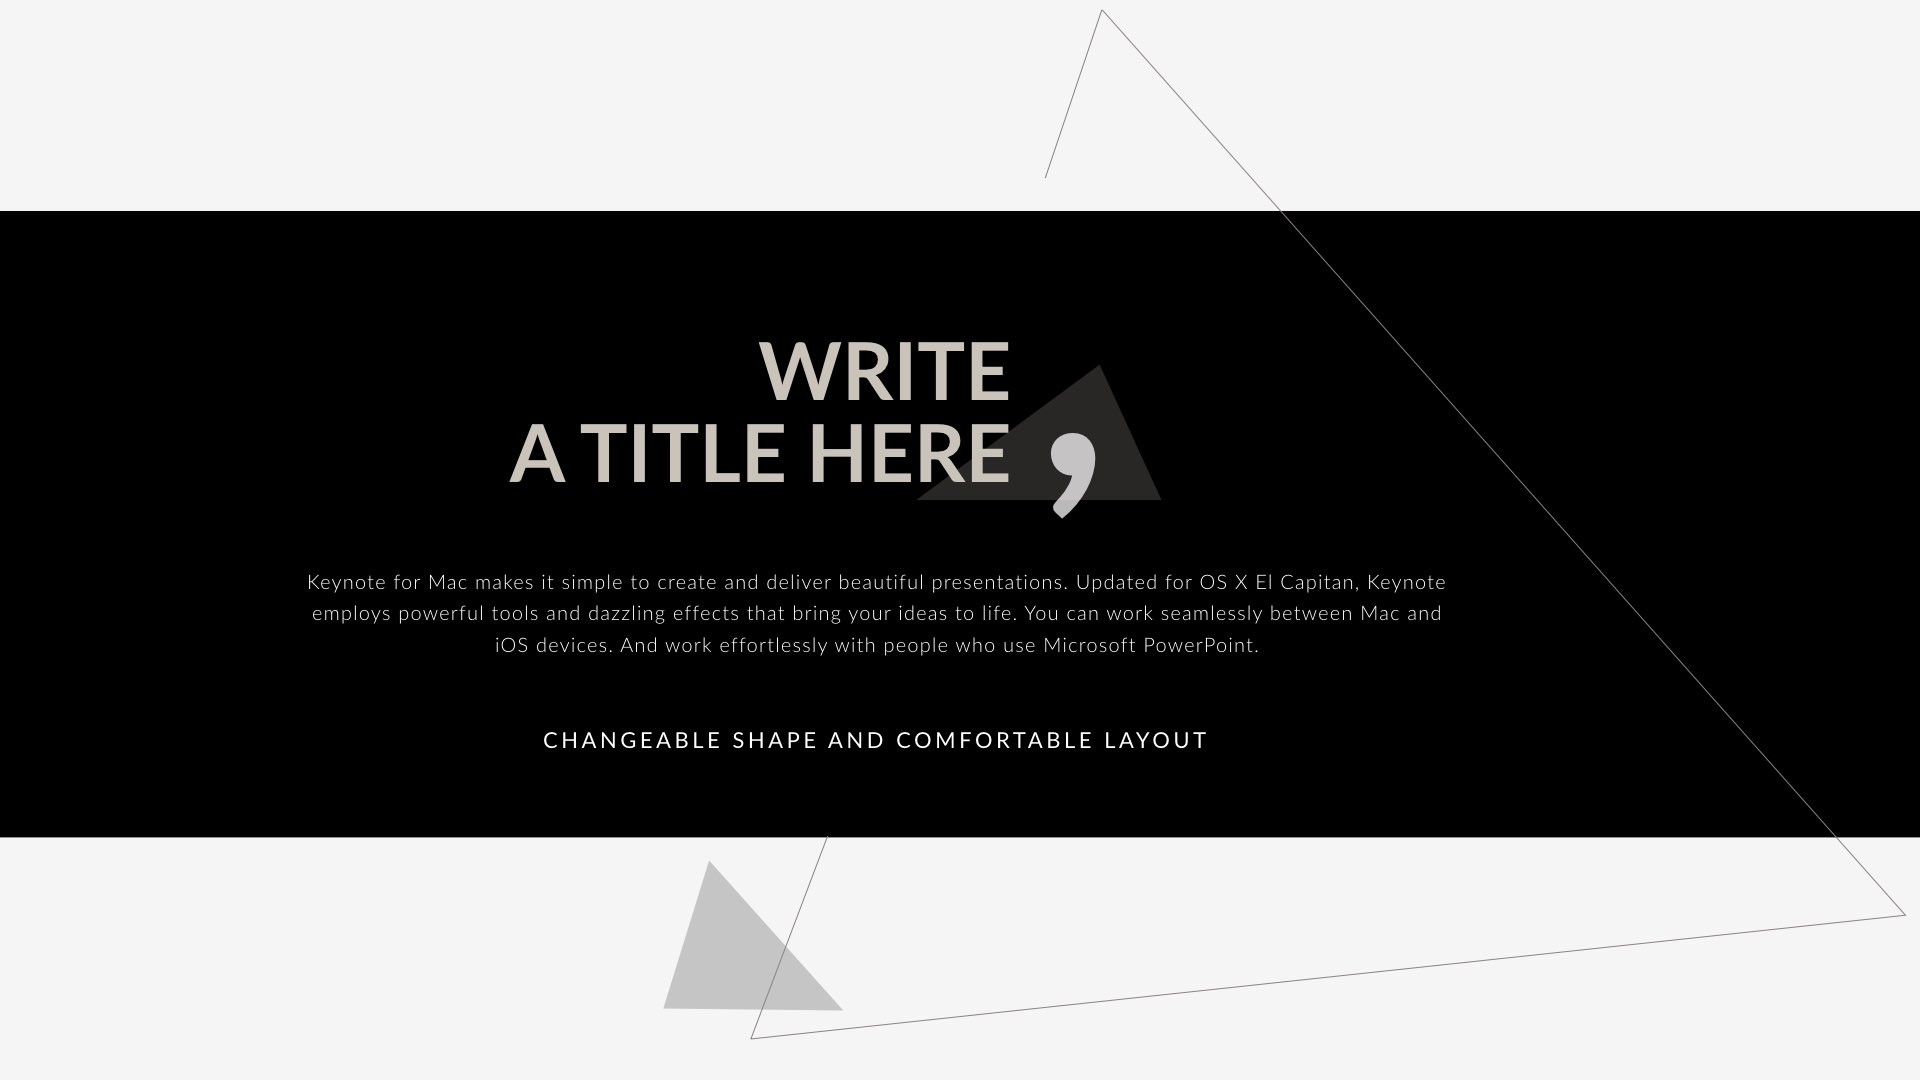 WRITE
A TITLE HERE ,
Keynote for Mac makes it simple to create and deliver beautiful presentations. Updated for OS X El Capitan, Keynote
employs powerful tools and dazzling effects that bring your ideas to life. You can work seamlessly between Mac and
iOS devices. And work effortlessly with people who use Microsoft PowerPoint.
CHANGEABLE SHAPE AND COMFORTABLE LAYOUT